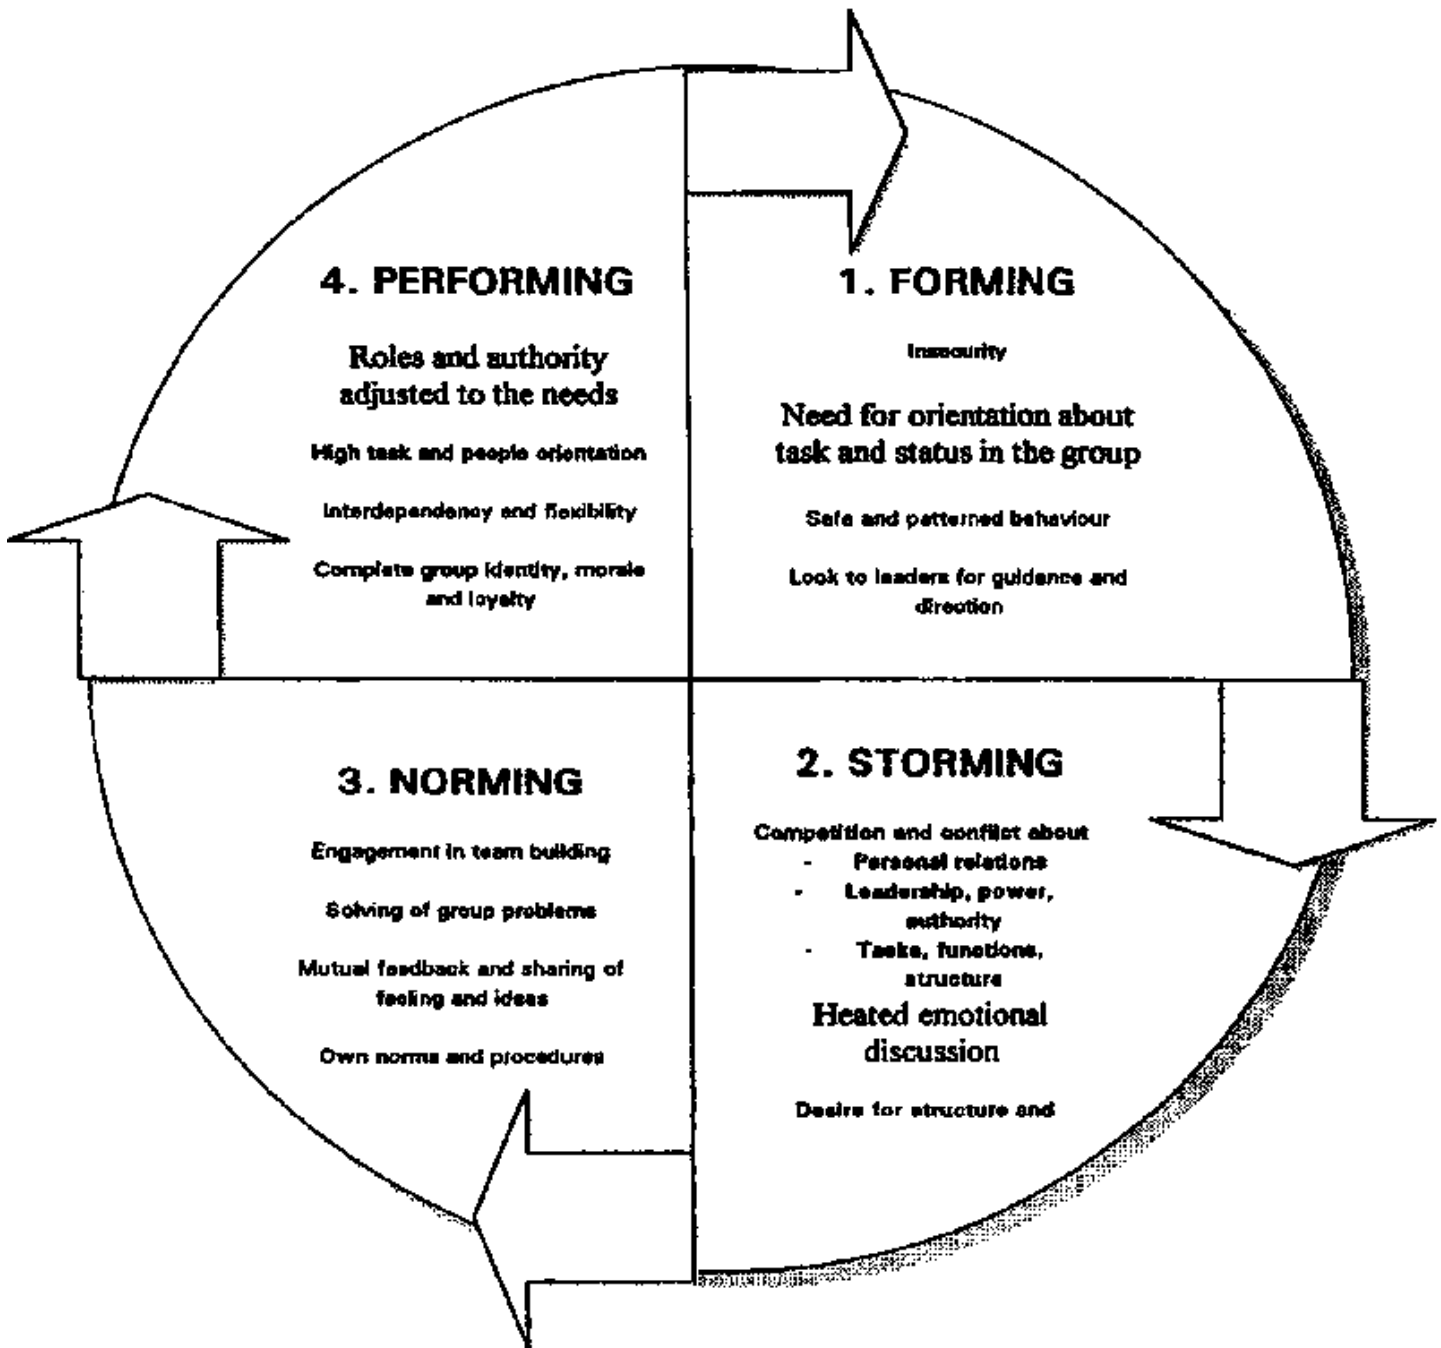 1. FORMING
Insecurity
Need for orientation about
task and status in the group
Safe and patterned behaviour
Look to leaders for guidance and
direction
2. STORMING
Competition and conflict about
- Personal relations
- Leadership, power,
authority
- Tasks, functions,
structure
Heated emotional
discussion
Desire for structure and
3. NORMING
Engagement in team building
Solving of group problems
Mutual feedback and sharing of
feeling and ideas
Own norms and procedures
4. PERFORMING
Roles and authority
adjusted to the needs
High task and people orientation
Interdependency and flexibility
Complete group identity, morale
and loyalty